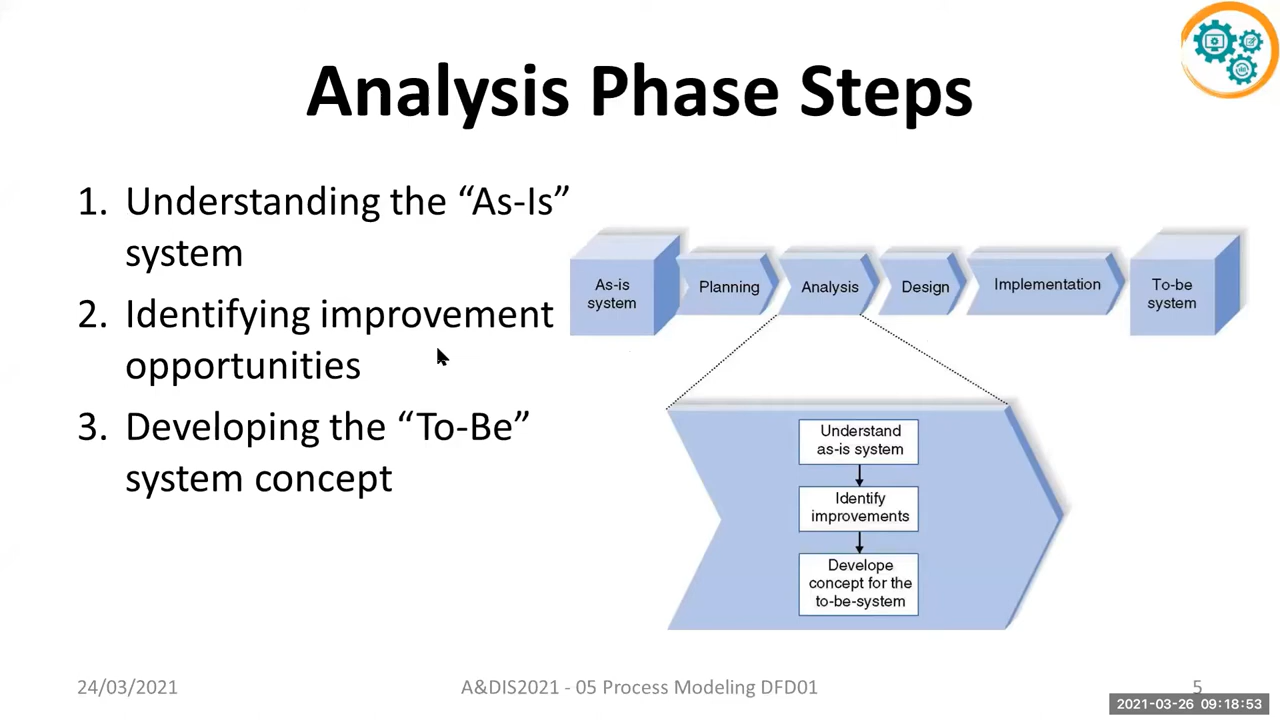 Analysis Phase Steps
1. Understanding the “As-Is”
system
2. Identifying improvement
opportunities
3. Developing the “To-Be”
system concept
As-is
system
Planning
Analysis
Design
Implementation
To-be
system
Understand
as-is system
Identify
improvements
Develope
concept for the
to-be-system
24/03/2021
A&DIS2021 - 05 Process Modeling DFD01
5
2021-03-26 09:18:53